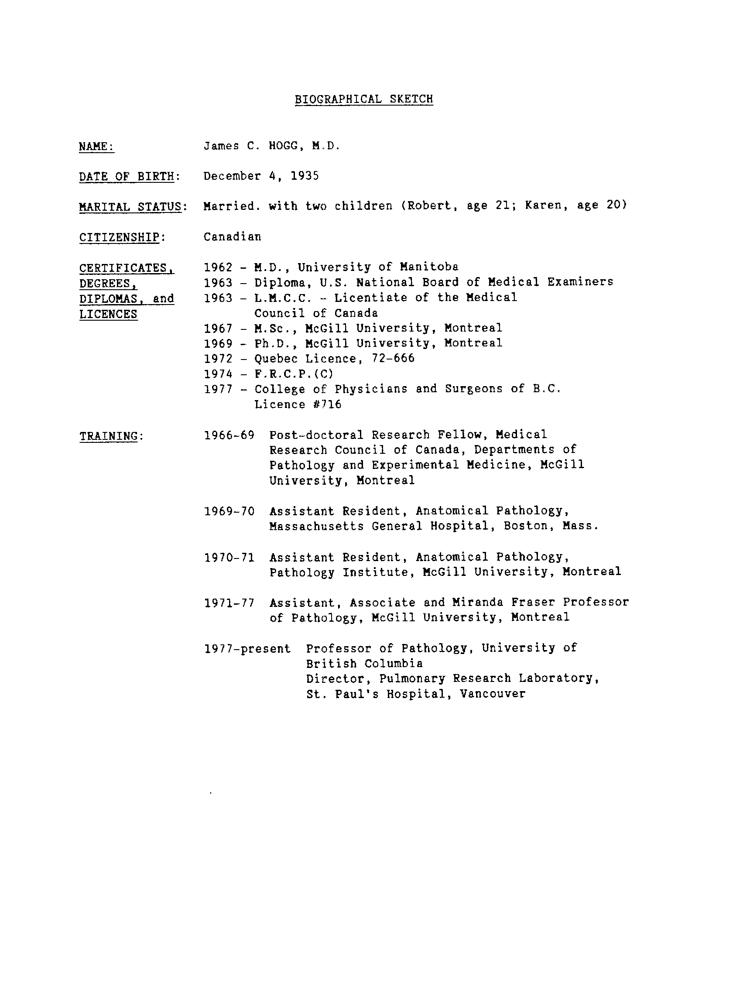 BIOGRAPHICAL SKETCH
NAME: James C. HOGG, M.D.
DATE OF BIRTH: December 4, 1935
MARITAL STATUS: Married. with two children (Robert, age 21; Karen, age 20)
CITIZENSHIP: Canadian
CERTIFICATES, 1962 - M.D., University of Manitoba
DEGREES, 1963 - Diploma, U.S. National Board of Medical Examiners
DIPLOMAS, and 1963 - L.M.C.C. - Licentiate of the Medical
LICENCES Council of Canada
1967 - M.Sc., McGill University, Montreal
1969 - Ph.D., McGill University, Montreal
1972 - Quebec Licence, 72-666
1974 - F.R.C.P.(C)
1977 - College of Physicians and Surgeons of B.C.
Licence #716
TRAINING: 1966-69 Post-doctoral Research Fellow, Medical
Research Council of Canada, Departments of
Pathology and Experimental Medicine, McGill
University, Montreal
1969-70 Assistant Resident, Anatomical Pathology,
Massachusetts General Hospital, Boston, Mass.
1970-71 Assistant Resident, Anatomical Pathology,
Pathology Institute, McGill University, Montreal
1971-77 Assistant, Associate and Miranda Fraser Professor
of Pathology, McGill University, Montreal
1977-present Professor of Pathology, University of
British Columbia
Director, Pulmonary Research Laboratory,
St. Paul's Hospital, Vancouver